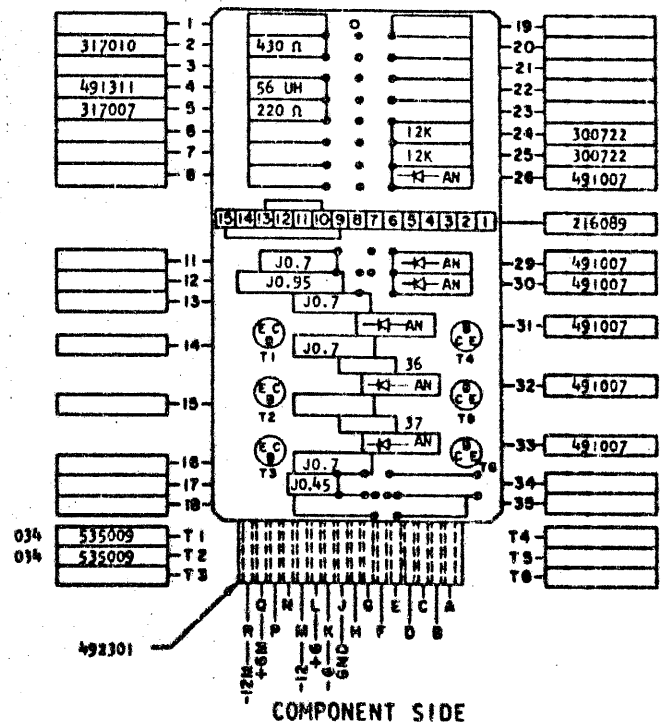 1 19
317010 2 430 Ω 20
3 21
491311 4 56 UH 22
317007 5 220 Ω 23
6 12K 24 300722
7 12K 25 300722
8 AN 26 491007
15 14 13 12 11 10 9 8 7 6 5 4 3 2 1 216089
11 J0.7 AN 29 491007
12 J0.95 AN 30 491007
13 J0.7
AN 31 491007
E C B T1 B C E T4
14 J0.7
36
AN 32 491007
E C B T2 B C E T5
15
37
AN 33 491007
E C B T3 B C E T6
16 J0.7
17 J0.45 34
18 35
034 535009 T1 T4
034 535009 T2 T5
T3 T6
R Q P N M L K J H G F E D C B A
492301
-12M +6M -12 +6 -6 GND
COMPONENT SIDE